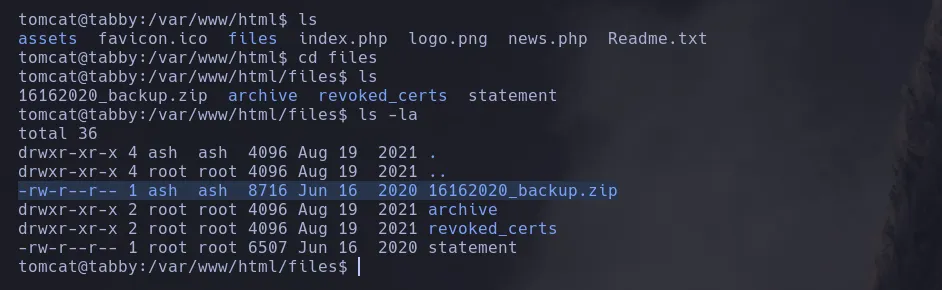 tomcat@tabby:/var/www/html$ ls
assets  favicon.ico  files  index.php  logo.png  news.php  Readme.txt
tomcat@tabby:/var/www/html$ cd files
tomcat@tabby:/var/www/html/files$ ls
16162020_backup.zip  archive  revoked_certs  statement
tomcat@tabby:/var/www/html/files$ ls -la
total 36
drwxr-xr-x 4 ash  ash  4096 Aug 19  2021 .
drwxr-xr-x 4 root root 4096 Aug 19  2021 ..
-rw-r--r-- 1 ash  ash  8716 Jun 16  2020 16162020_backup.zip
drwxr-xr-x 2 root root 4096 Aug 19  2021 archive
drwxr-xr-x 2 root root 4096 Aug 19  2021 revoked_certs
-rw-r--r-- 1 root root 6507 Jun 16  2020 statement
tomcat@tabby:/var/www/html/files$